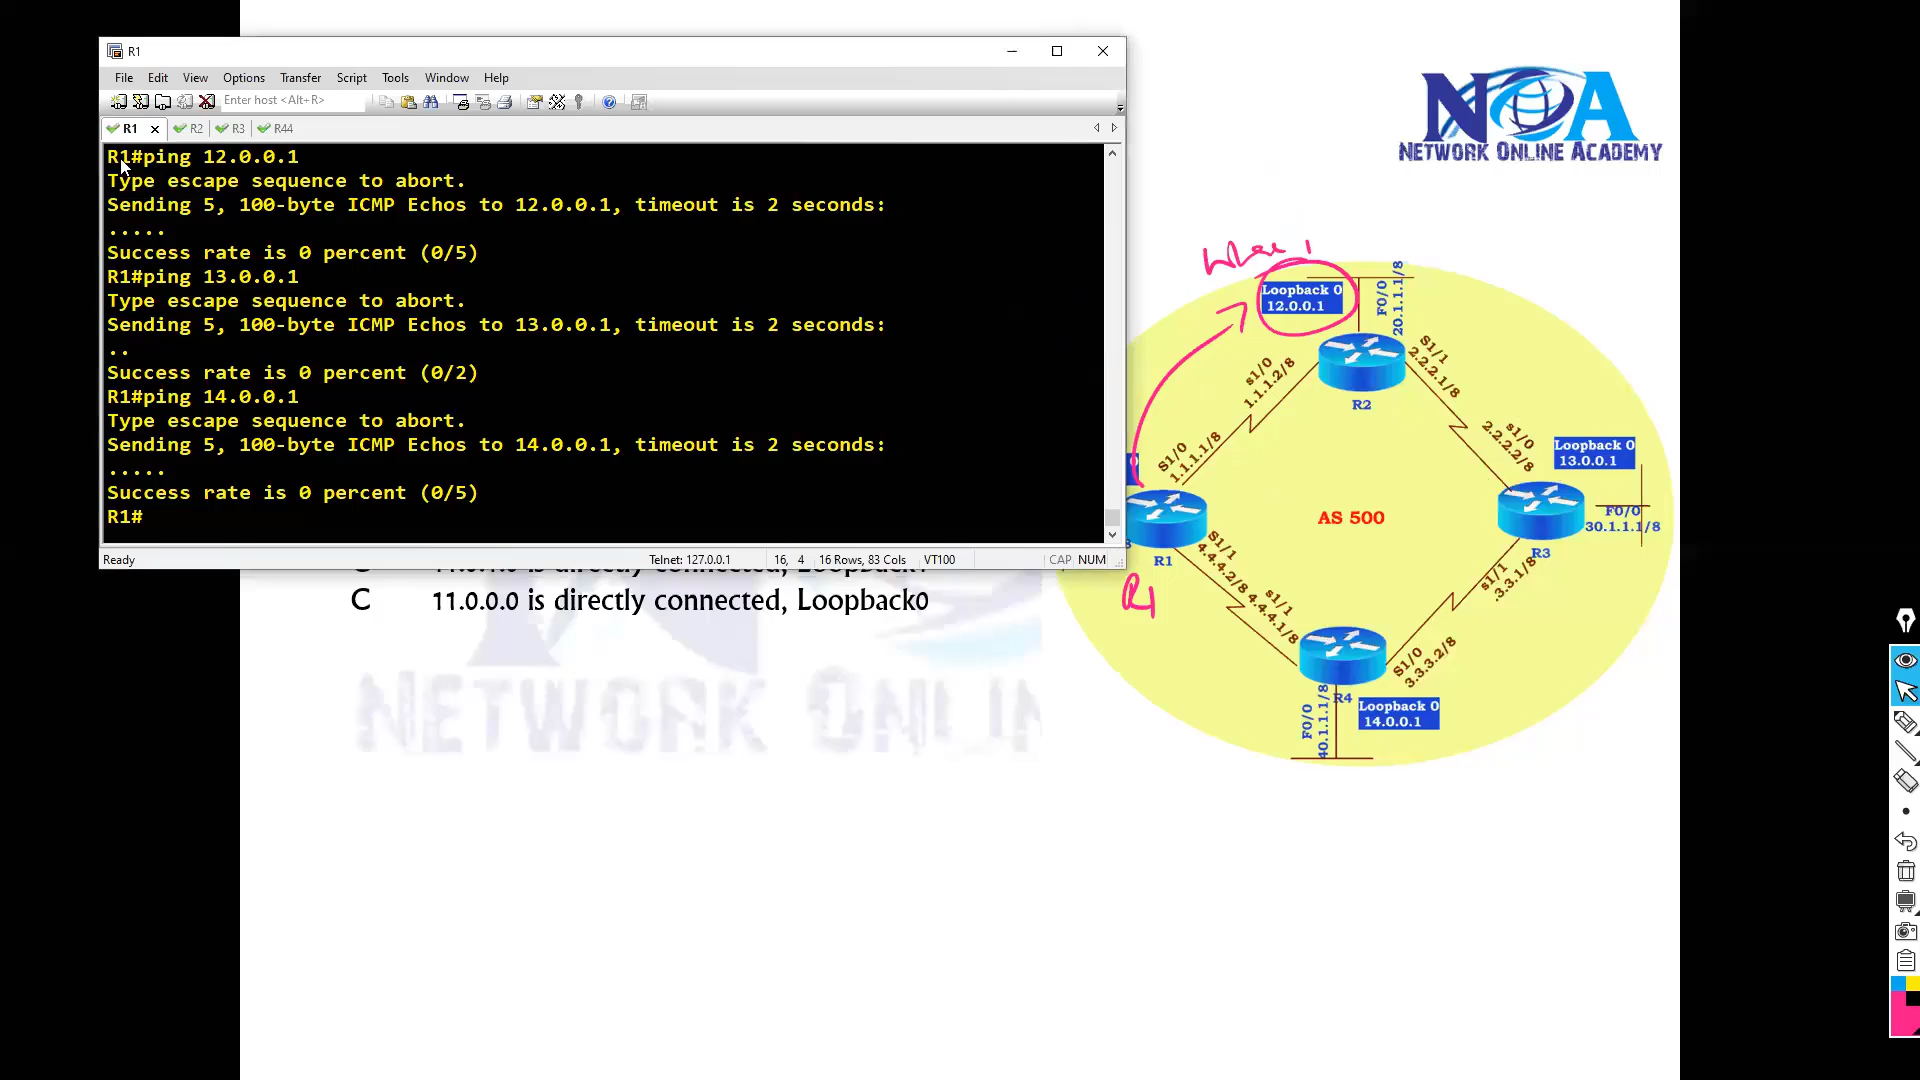 R1
File Edit View Options Transfer Script Tools Window Help
Enter host <Alt+R>
R1 R2 R3 R44
R1#ping 12.0.0.1
Type escape sequence to abort.
Sending 5, 100-byte ICMP Echos to 12.0.0.1, timeout is 2 seconds:
.....
Success rate is 0 percent (0/5)
R1#ping 13.0.0.1
Type escape sequence to abort.
Sending 5, 100-byte ICMP Echos to 13.0.0.1, timeout is 2 seconds:
..
Success rate is 0 percent (0/2)
R1#ping 14.0.0.1
Type escape sequence to abort.
Sending 5, 100-byte ICMP Echos to 14.0.0.1, timeout is 2 seconds:
.....
Success rate is 0 percent (0/5)
R1#
Ready Telnet: 127.0.0.1 16, 4 16 Rows, 83 Cols VT100 CAP NUM
is directly connected,
C 11.0.0.0 is directly connected, Loopback0
NETWORK ONLIN
NOA
NETWORK ONLINE ACADEMY
Loopback 0
12.0.0.1
F0/0
20.1.1.1/8
R2
s1/0
1.1.1.2/8
S1/1
2.2.2.1/8
S1/0
1.1.1.1/8
s1/0
2.2.2.2/8
Loopback 0
13.0.0.1
AS 500
F0/0
30.1.1.1/8
R3
R1
R1
S1/1
4.4.4.2/8
s1/1
4.4.4.1/8
s1/1
.3.3.1/8
S1/0
3.3.3.2/8
R4
F0/0
40.1.1.1/8
Loopback 0
14.0.0.1